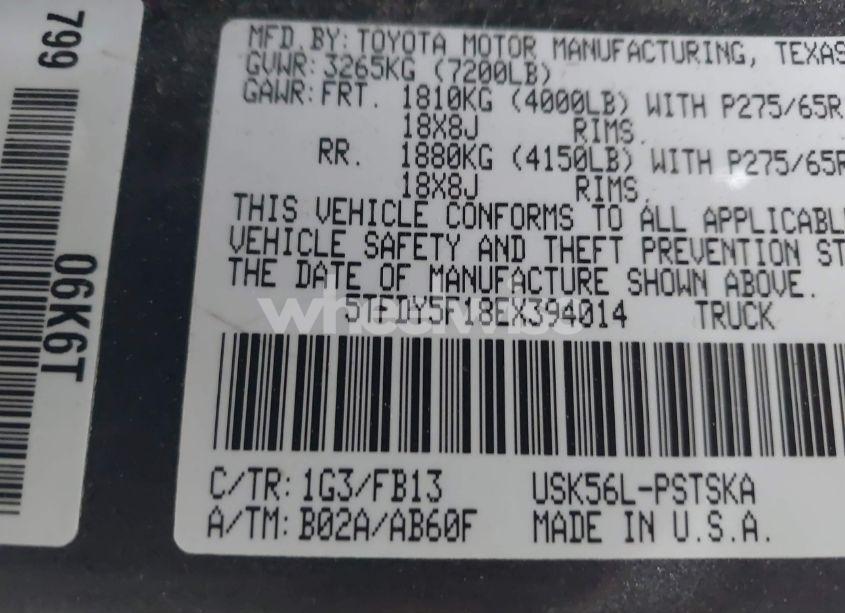 799
06K6T
MFD.BY:TOYOTA MOTOR MANUFACTURING, TEXAS
GVWR:3265KG (7200LB)
GAWR:FRT. 1810KG (4000LB) WITH P275/65R
18X8J RIMS.
RR. 1880KG (4150LB) WITH P275/65R
18X8J RIMS.
THIS VEHICLE CONFORMS TO ALL APPLICABLE
VEHICLE SAFETY AND THEFT PREVENTION ST
THE DATE OF MANUFACTURE SHOWN ABOVE.
5TFDY5F18EX394014 TRUCK
C/TR: 1G3/FB13 USK56L-PSTSKA
A/TM: B02A/AB60F MADE IN U.S.A.